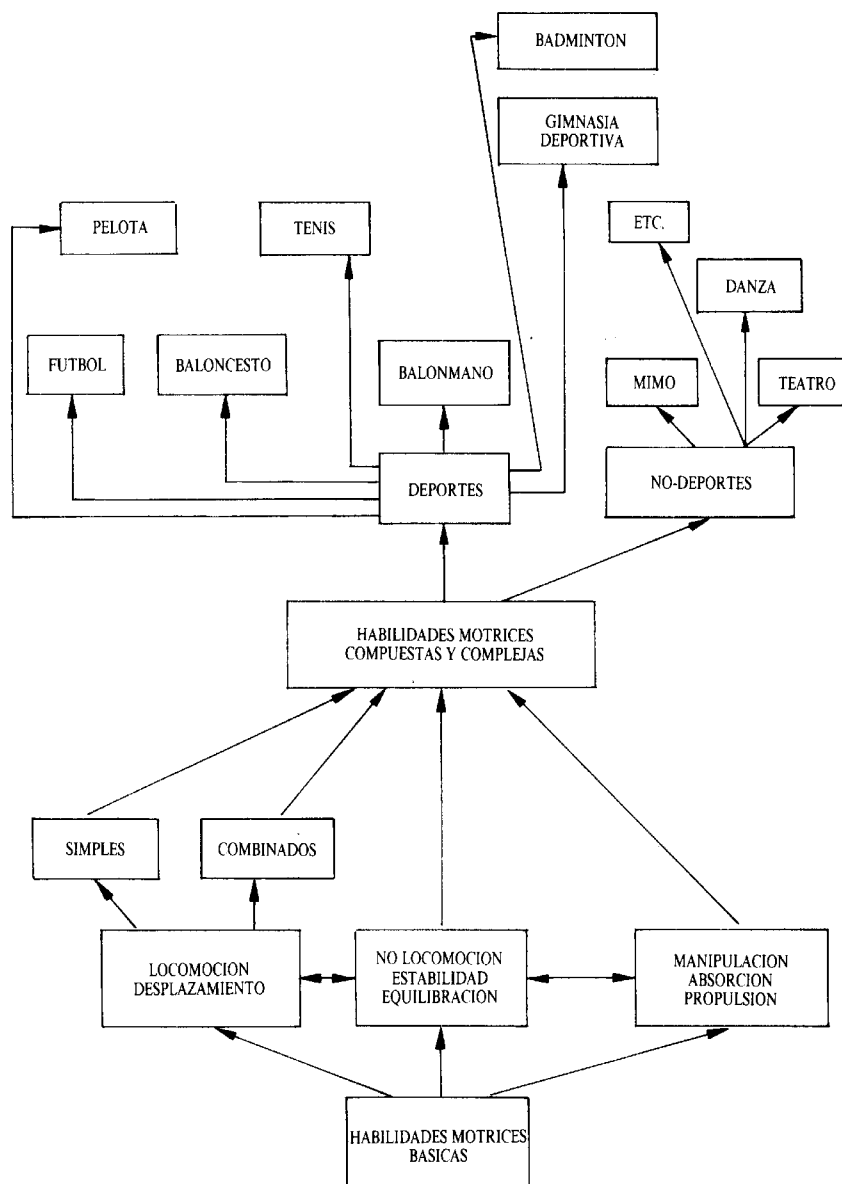 BADMINTON
GIMNASIA
DEPORTIVA
PELOTA
TENIS
ETC.
DANZA
FUTBOL
BALONCESTO
BALONMANO
MIMO
TEATRO
DEPORTES
NO-DEPORTES
HABILIDADES MOTRICES
COMPUESTAS Y COMPLEJAS
SIMPLES
COMBINADOS
LOCOMOCION
DESPLAZAMIENTO
NO LOCOMOCION
ESTABILIDAD
EQUILIBRACION
MANIPULACION
ABSORCION
PROPULSION
HABILIDADES MOTRICES
BASICAS